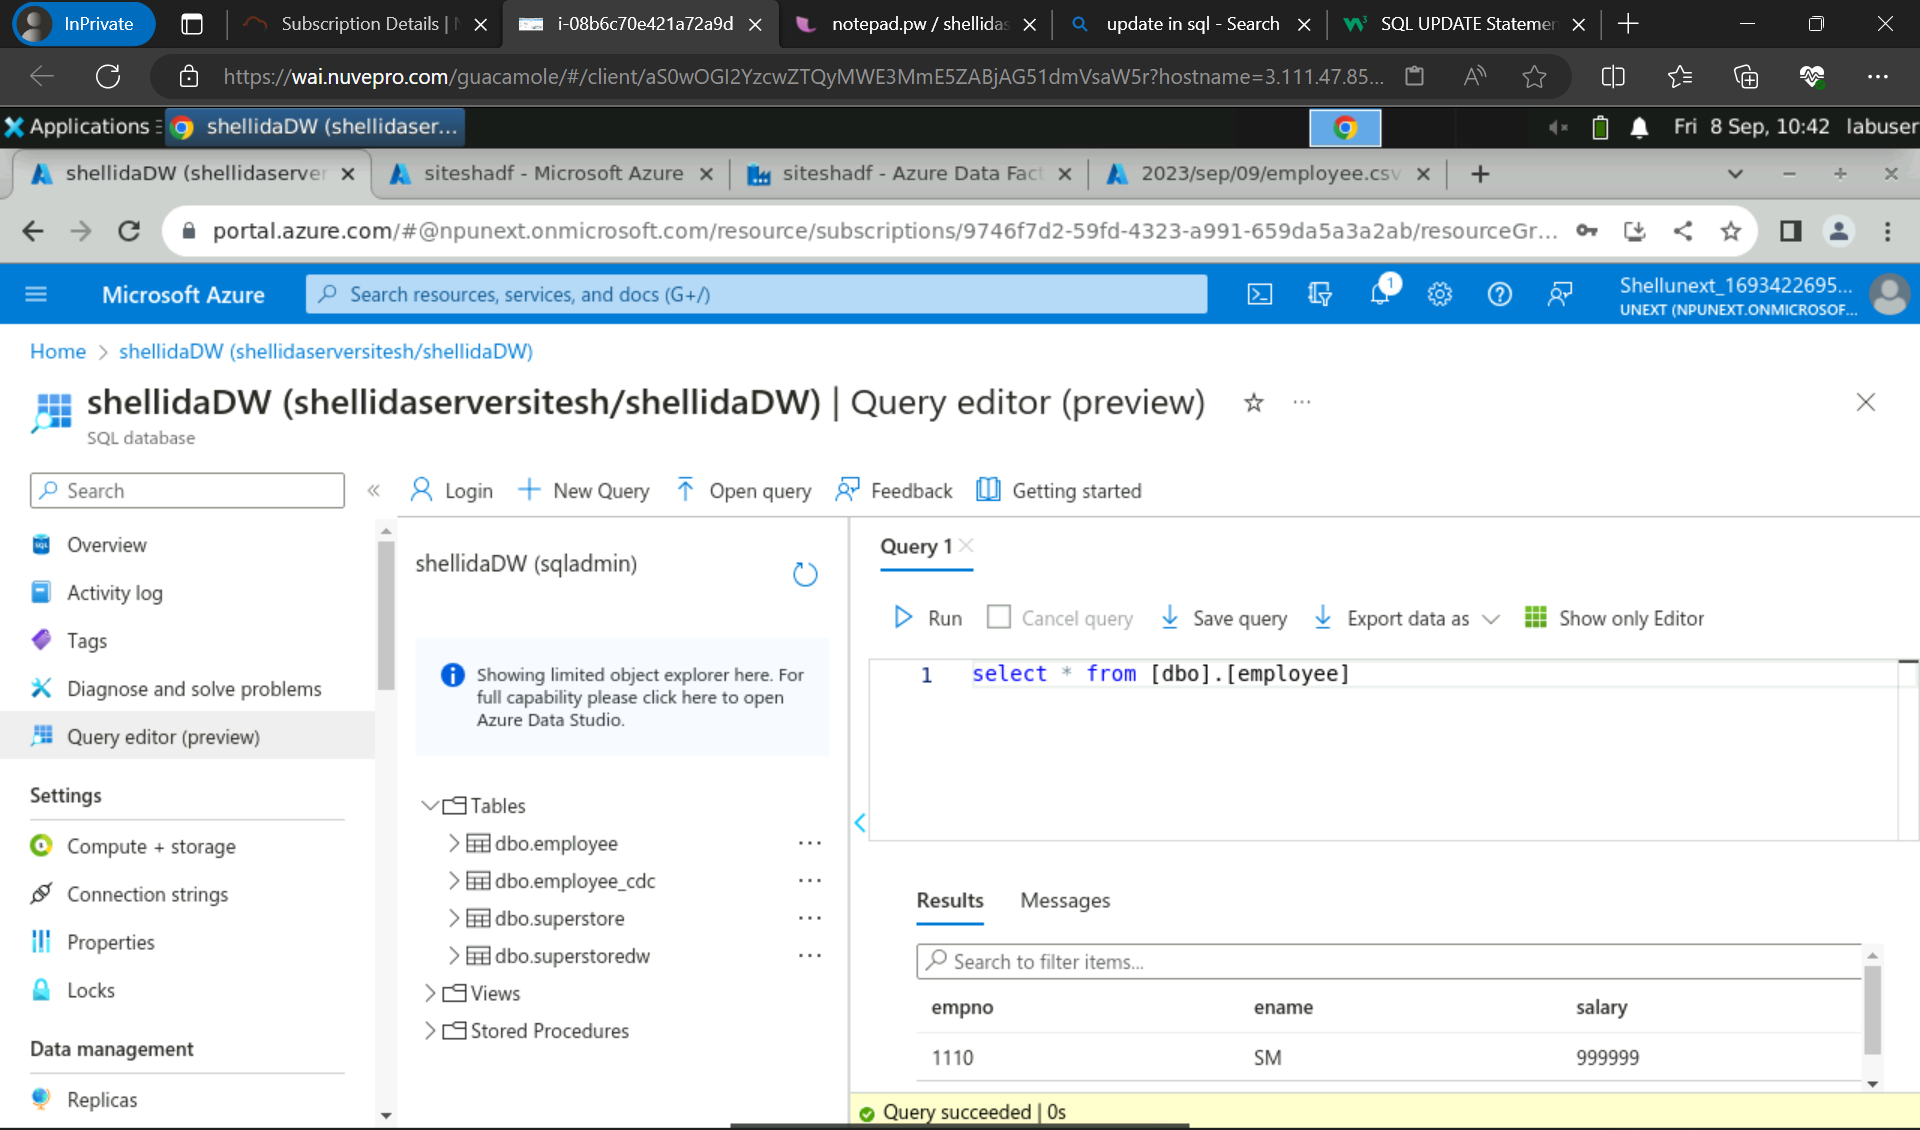 InPrivate
Subscription Details | N
i-08b6c70e421a72a9d
notepad.pw / shellidas
update in sql - Search
SQL UPDATE Statemen
https://wai.nuvepro.com/guacamole/#/client/aS0wOGI2YzcwZTQyMWE3MmE5ZABjAG51dmVsaW5r?hostname=3.111.47.85...
Applications
shellidaDW (shellidaser...
Fri 8 Sep, 10:42 labuser
shellidaDW (shellidaserver
siteshadf - Microsoft Azure
siteshadf - Azure Data Fact
2023/sep/09/employee.csv
portal.azure.com/#@npunext.onmicrosoft.com/resource/subscriptions/9746f7d2-59fd-4323-a991-659da5a3a2ab/resourceGr...
Microsoft Azure
Search resources, services, and docs (G+/)
1
Shellunext_1693422695...
UNEXT (NPUNEXT.ONMICROSOF...
Home > shellidaDW (shellidaserversitesh/shellidaDW)
shellidaDW (shellidaserversitesh/shellidaDW) | Query editor (preview)
SQL database
Search
Login
New Query
Open query
Feedback
Getting started
Overview
Activity log
Tags
Diagnose and solve problems
Query editor (preview)
Settings
Compute + storage
Connection strings
Properties
Locks
Data management
Replicas
shellidaDW (sqladmin)
Showing limited object explorer here. For
full capability please click here to open
Azure Data Studio.
Tables
dbo.employee
dbo.employee_cdc
dbo.superstore
dbo.superstoredw
Views
Stored Procedures
Query 1
Run
Cancel query
Save query
Export data as
Show only Editor
1 select * from [dbo].[employee]
Results
Messages
Search to filter items...
empno ename salary
1110 SM 999999
Query succeeded | 0s